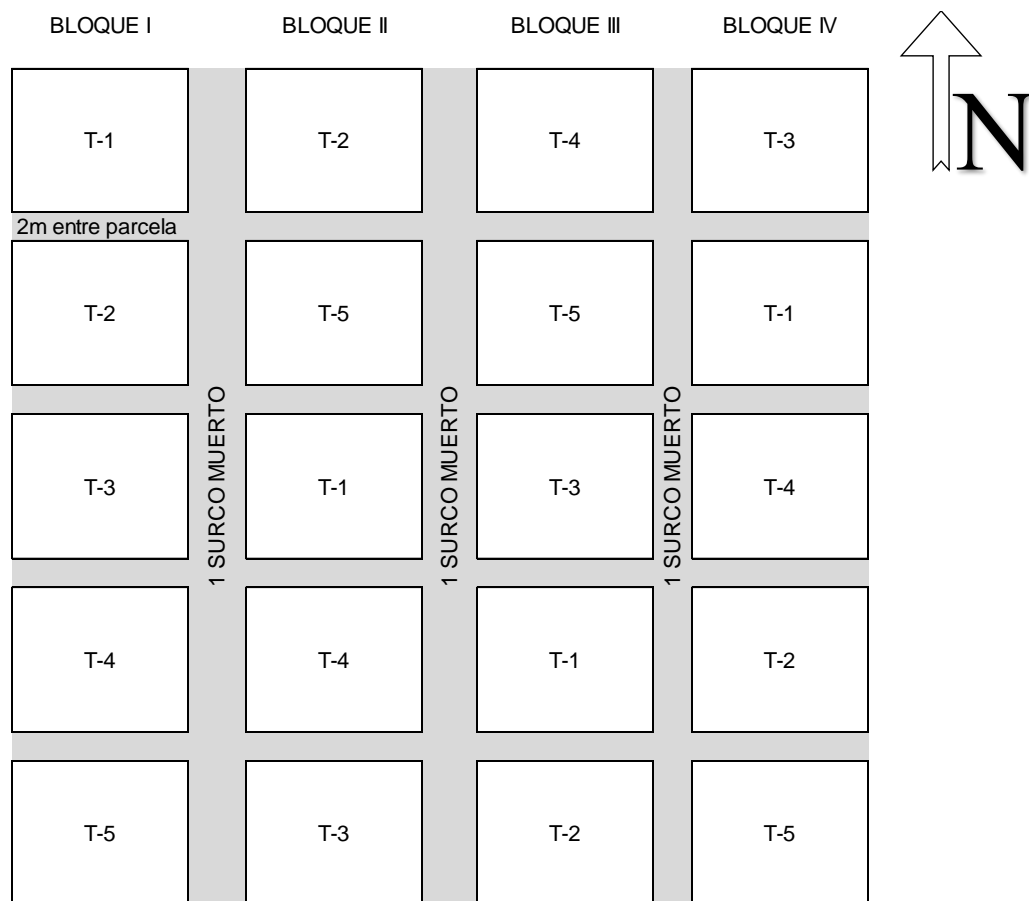 BLOQUE I BLOQUE II BLOQUE III BLOQUE IV
N
T-1 T-2 T-4 T-3
2m entre parcela
T-2 T-5 T-5 T-1
1 SURCO MUERTO 1 SURCO MUERTO 1 SURCO MUERTO
T-3 T-1 T-3 T-4
T-4 T-4 T-1 T-2
T-5 T-3 T-2 T-5